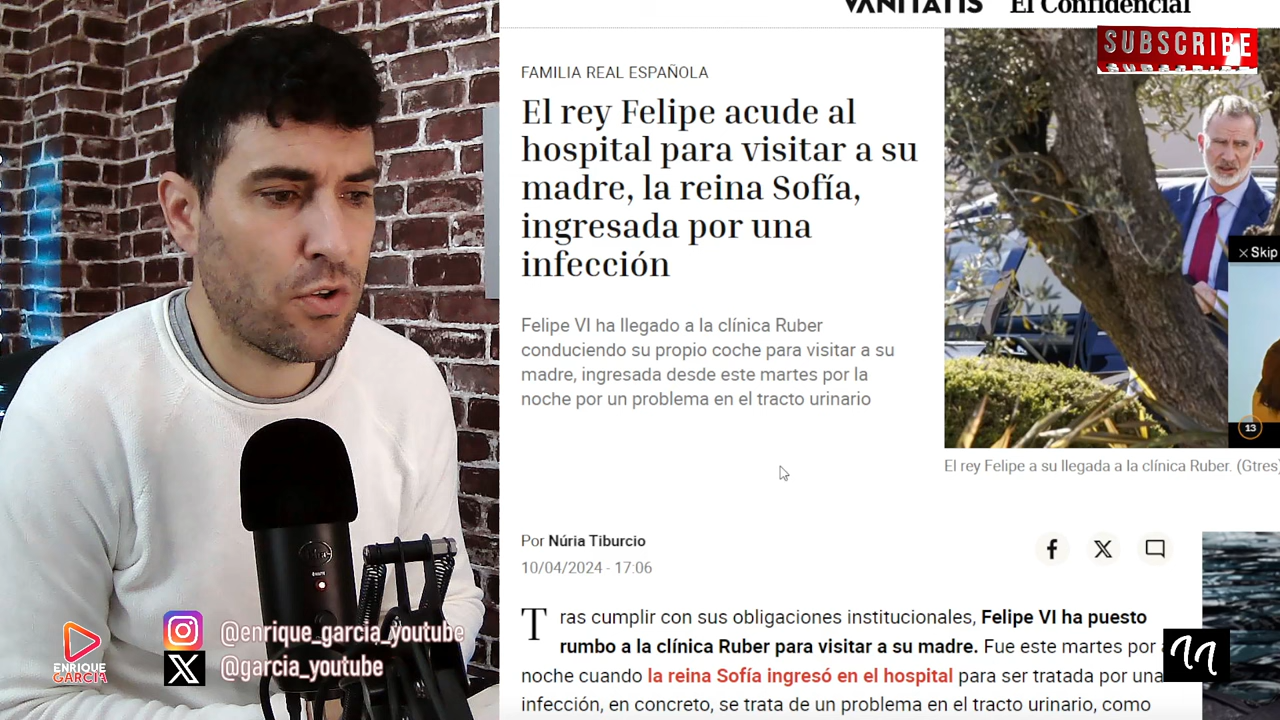 VANITATIS El Confidencial
SUBSCRIBE
FAMILIA REAL ESPAÑOLA
El rey Felipe acude al
hospital para visitar a su
madre, la reina Sofía,
ingresada por una
infección
Felipe VI ha llegado a la clínica Ruber
conduciendo su propio coche para visitar a su
madre, ingresada desde este martes por la
noche por un problema en el tracto urinario
Skip
13
El rey Felipe a su llegada a la clínica Ruber. (Gtres)
Por Núria Tiburcio
10/04/2024 - 17:06
Tras cumplir con sus obligaciones institucionales, Felipe VI ha puesto
rumbo a la clínica Ruber para visitar a su madre. Fue este martes por
noche cuando la reina Sofía ingresó en el hospital para ser tratada por una
infección, en concreto, se trata de un problema en el tracto urinario, como
ENRIQUE
GARCIA
@enrique_garcia_youtube
@garcia_youtube